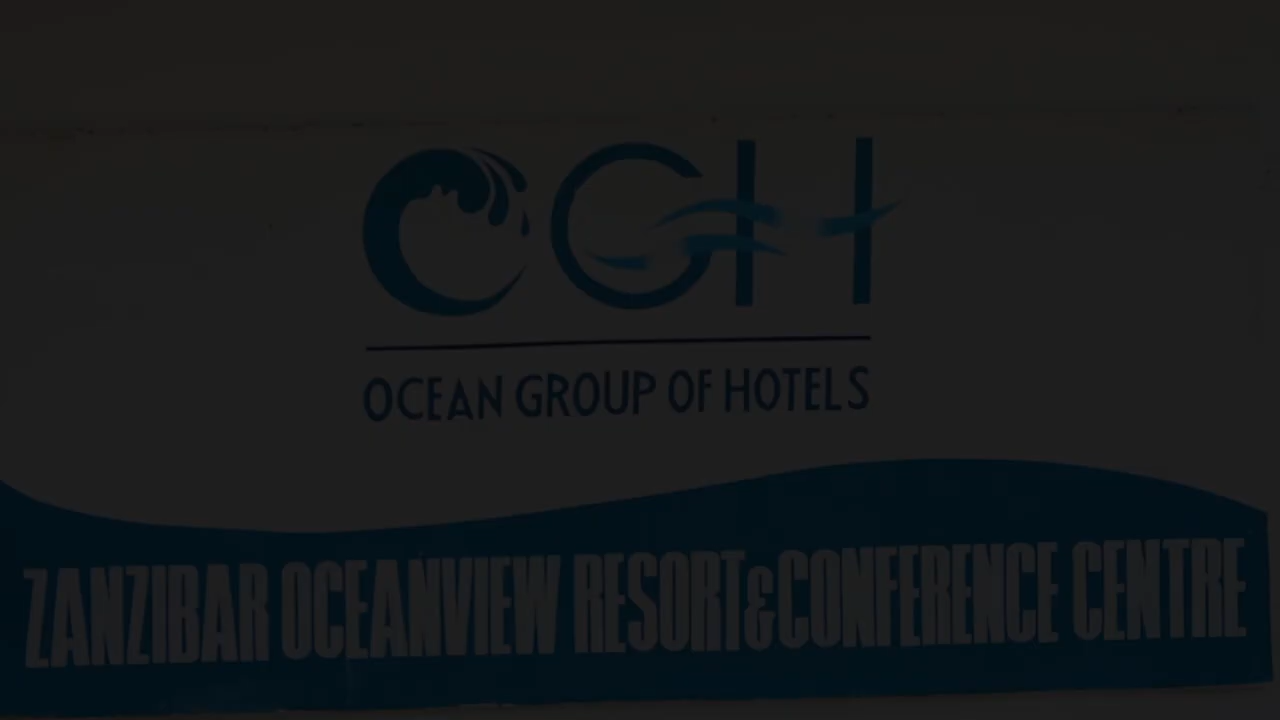 OGH
OCEAN GROUP OF HOTELS
ZANZIBAR OCEANVIEW RESORT & CONFERENCE CENTRE